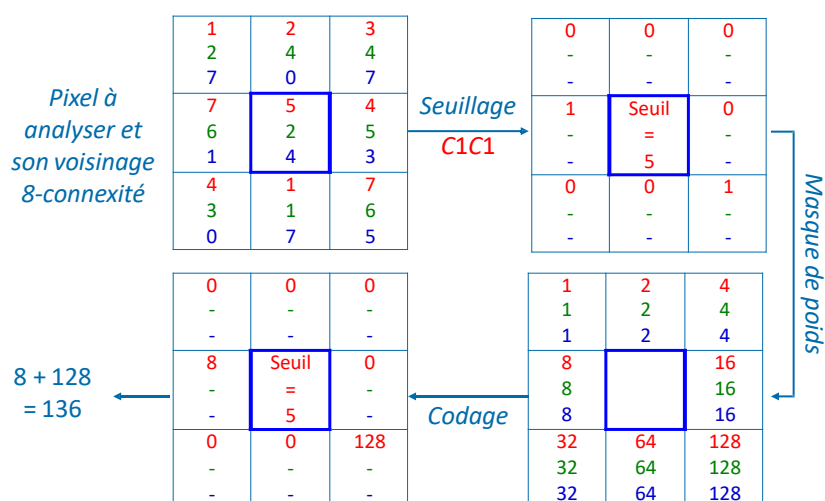 1 2 3
2 4 4
7 0 7
7 5 4
6 2 5
1 4 3
4 1 7
3 1 6
0 7 5
Pixel à
analyser et
son voisinage
8-connexité
Seuillage
C1C1
0 0 0
- - -
- - -
1 Seuil 0
- = -
- 5 -
0 0 1
- - -
- - -
Masque de poids
1 2 4
1 2 4
1 2 4
8 16
8 16
8 16
32 64 128
32 64 128
32 64 128
Codage
0 0 0
- - -
- - -
8 Seuil 0
- = -
- 5 -
0 0 128
- - -
- - -
8 + 128
= 136